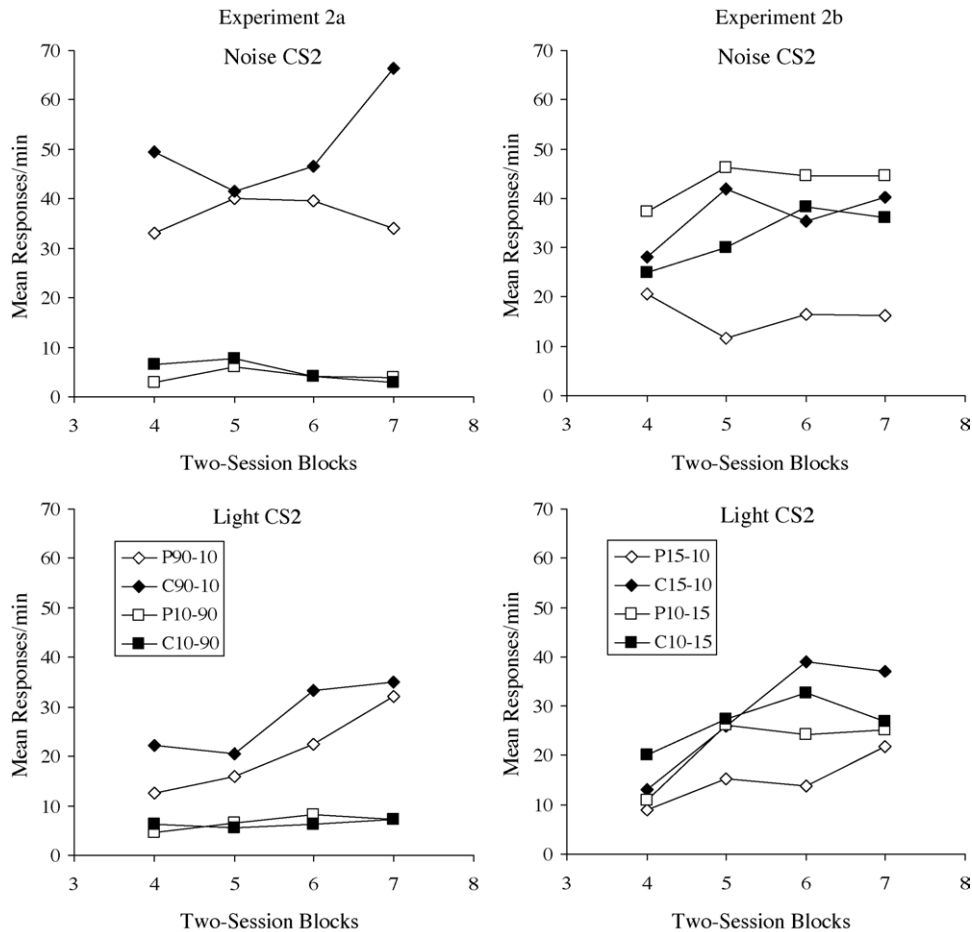 Experiment 2a
Experiment 2b
Noise CS2
70
60
50
40
30
20
10
0
Mean Responses/min
3 4 5 6 7 8
Two-Session Blocks
Noise CS2
70
60
50
40
30
20
10
0
Mean Responses/min
3 4 5 6 7 8
Two-Session Blocks
Light CS2
70
60
50
40
30
20
10
0
Mean Responses/min
P90-10
C90-10
P10-90
C10-90
3 4 5 6 7 8
Two-Session Blocks
Light CS2
70
60
50
40
30
20
10
0
Mean Responses/min
P15-10
C15-10
P10-15
C10-15
3 4 5 6 7 8
Two-Session Blocks